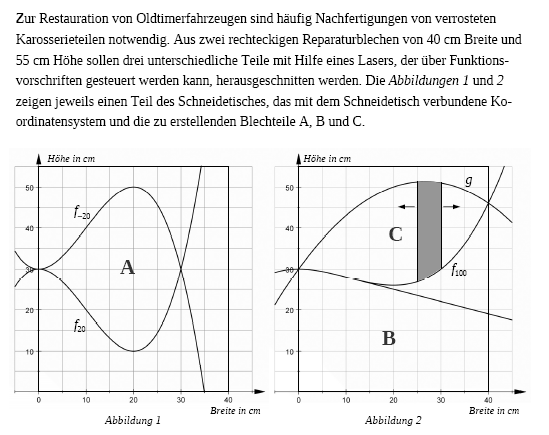 Zur Restauration von Oldtimerfahrzeugen sind häufig Nachfertigungen von verrosteten
Karosserieteilen notwendig. Aus zwei rechteckigen Reparaturblechen von 40 cm Breite und
55 cm Höhe sollen drei unterschiedliche Teile mit Hilfe eines Lasers, der über Funktions-
vorschriften gesteuert werden kann, herausgeschnitten werden. Die Abbildungen 1 und 2
zeigen jeweils einen Teil des Schneidetisches, das mit dem Schneidetisch verbundene Ko-
ordinatensystem und die zu erstellenden Blechteile A, B und C.
Höhe in cm
50
40
30
20
10
f-20
A
f20
0 10 20 30 40
Breite in cm
Abbildung 1
Höhe in cm
50
40
30
20
10
g
C
f100
B
0 10 20 30 40
Breite in cm
Abbildung 2